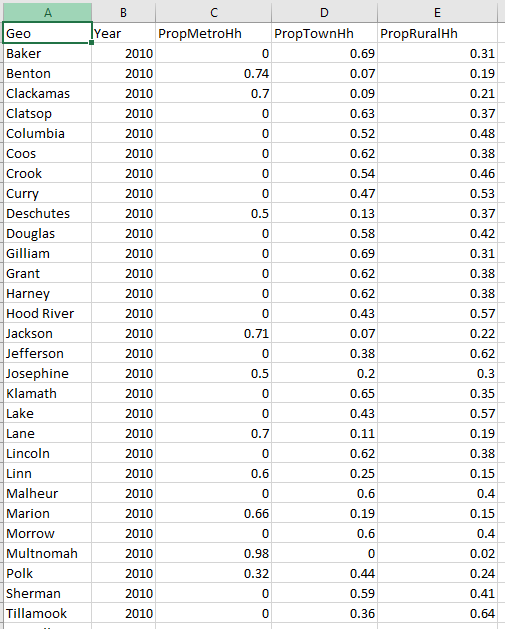 A B C D E
Geo Year PropMetroHh PropTownHh PropRuralHh
Baker 2010 0 0.69 0.31
Benton 2010 0.74 0.07 0.19
Clackamas 2010 0.7 0.09 0.21
Clatsop 2010 0 0.63 0.37
Columbia 2010 0 0.52 0.48
Coos 2010 0 0.62 0.38
Crook 2010 0 0.54 0.46
Curry 2010 0 0.47 0.53
Deschutes 2010 0.5 0.13 0.37
Douglas 2010 0 0.58 0.42
Gilliam 2010 0 0.69 0.31
Grant 2010 0 0.62 0.38
Harney 2010 0 0.62 0.38
Hood River 2010 0 0.43 0.57
Jackson 2010 0.71 0.07 0.22
Jefferson 2010 0 0.38 0.62
Josephine 2010 0.5 0.2 0.3
Klamath 2010 0 0.65 0.35
Lake 2010 0 0.43 0.57
Lane 2010 0.7 0.11 0.19
Lincoln 2010 0 0.62 0.38
Linn 2010 0.6 0.25 0.15
Malheur 2010 0 0.6 0.4
Marion 2010 0.66 0.19 0.15
Morrow 2010 0 0.6 0.4
Multnomah 2010 0.98 0 0.02
Polk 2010 0.32 0.44 0.24
Sherman 2010 0 0.59 0.41
Tillamook 2010 0 0.36 0.64